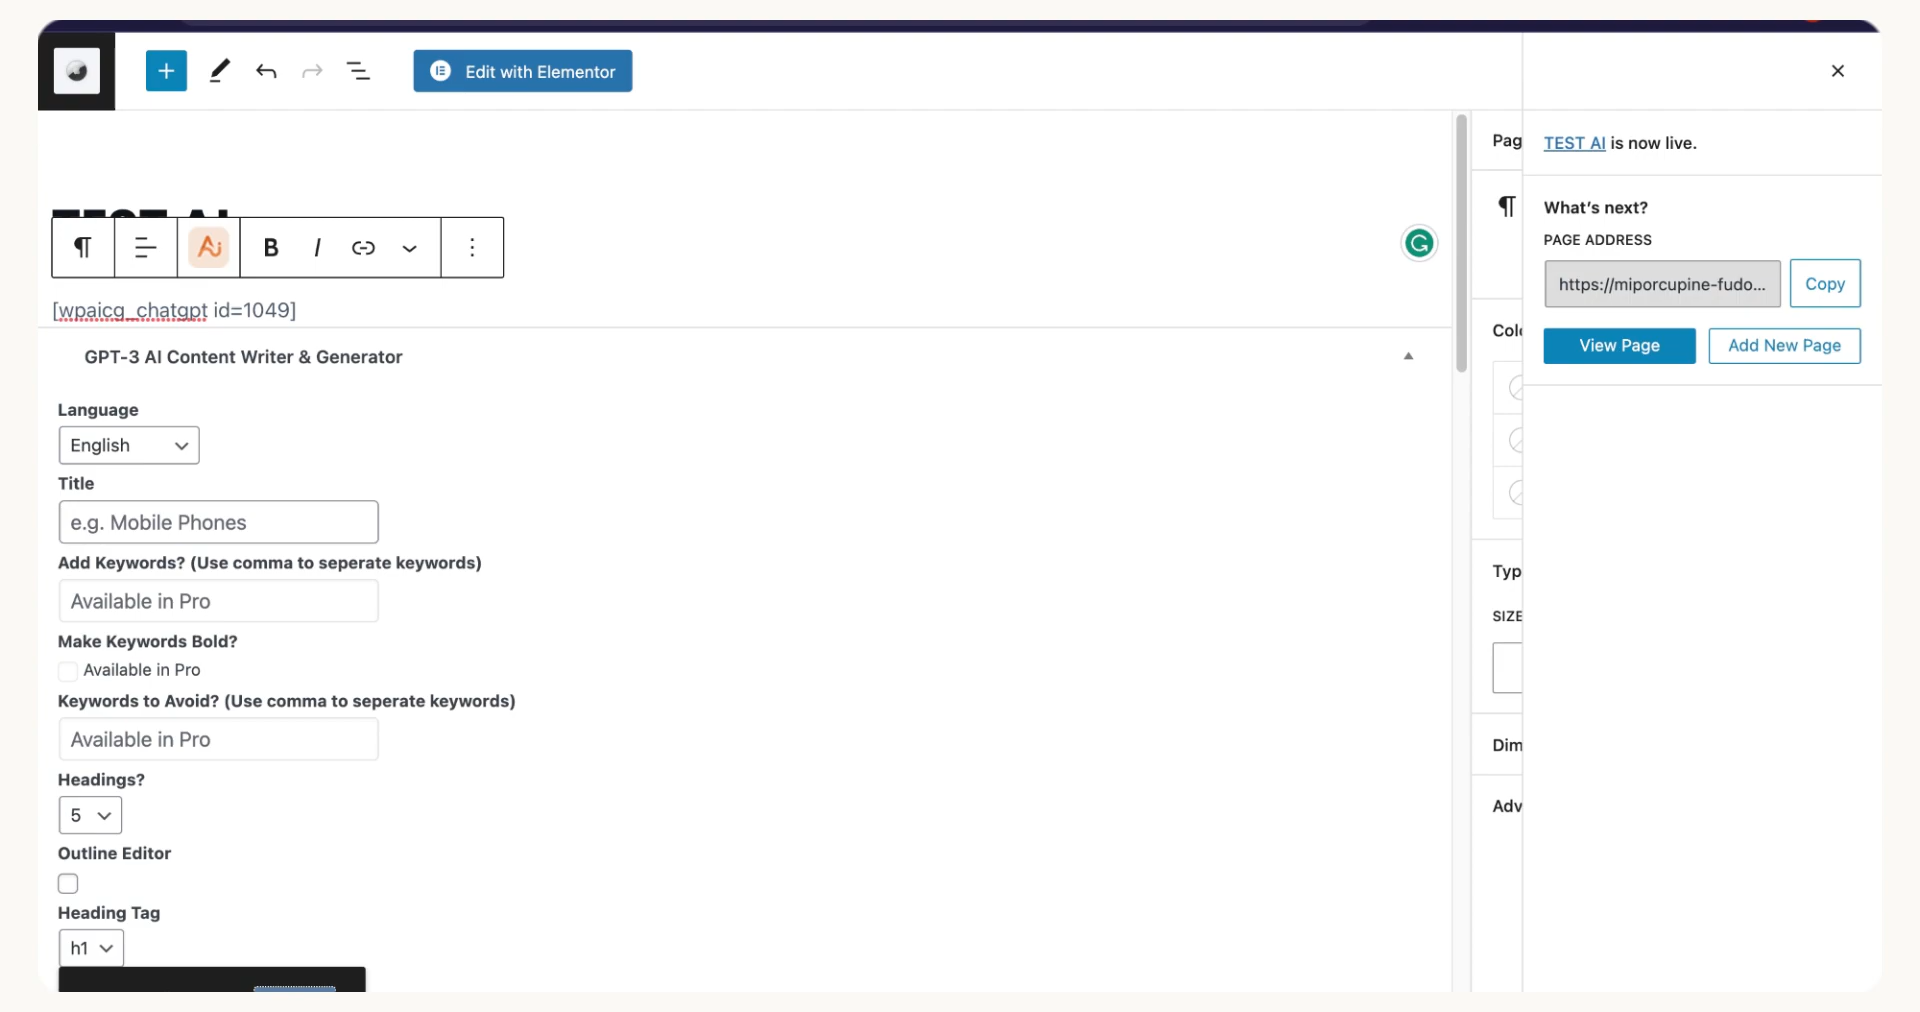 Edit with Elementor
TEST AI
B I
[wpaicg_chatgpt id=1049]
GPT-3 AI Content Writer & Generator
Language
English
Title
e.g. Mobile Phones
Add Keywords? (Use comma to seperate keywords)
Available in Pro
Make Keywords Bold?
Available in Pro
Keywords to Avoid? (Use comma to seperate keywords)
Available in Pro
Headings?
5
Outline Editor
Heading Tag
h1
Pag
Colo
Typ
SIZE
Dim
Adv
TEST AI is now live.
What's next?
PAGE ADDRESS
https://miporcupine-fudo...
Copy
View Page
Add New Page